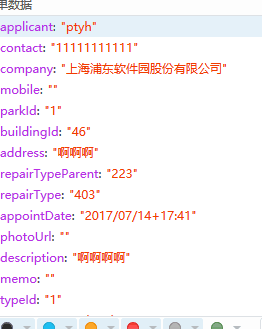 单数据
applicant: "ptyh"
contact: "11111111111"
company: "上海浦东软件园股份有限公司"
mobile: ""
parkId: "1"
buildingId: "46"
address: "啊啊啊"
repairTypeParent: "223"
repairType: "403"
appointDate: "2017/07/14+17:41"
photoUrl: ""
description: "啊啊啊啊"
memo: ""
typeId: "1"